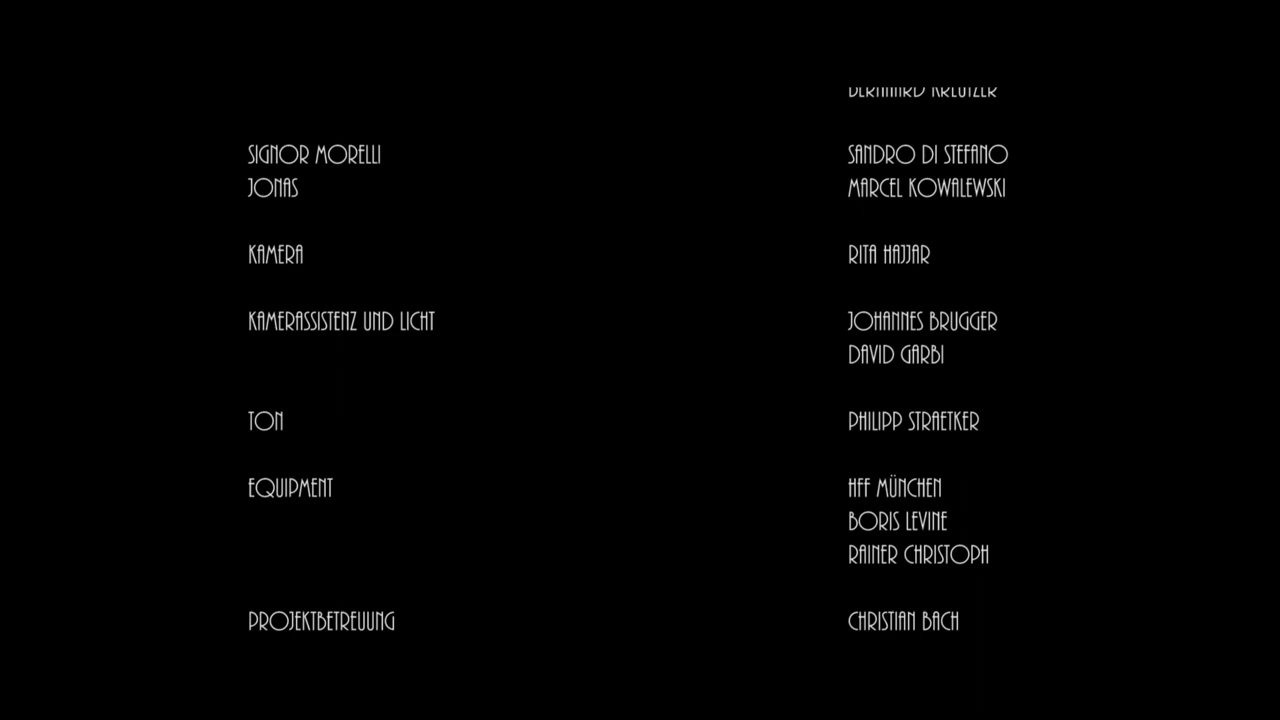 SIGNOR MORELLI SANDRO DI STEFANO
JONAS MARCEL KOWALEWSKI
KAMERA RITA HAJJAR
KAMERASSISTENZ UND LICHT JOHANNES BRUGGER
DAVID GARBI
TON PHILIPP STRAETKER
EQUIPMENT HFF MÜNCHEN
BORIS LEVINE
RAINER CHRISTOPH
PROJEKTBETREUUNG CHRISTIAN BACH